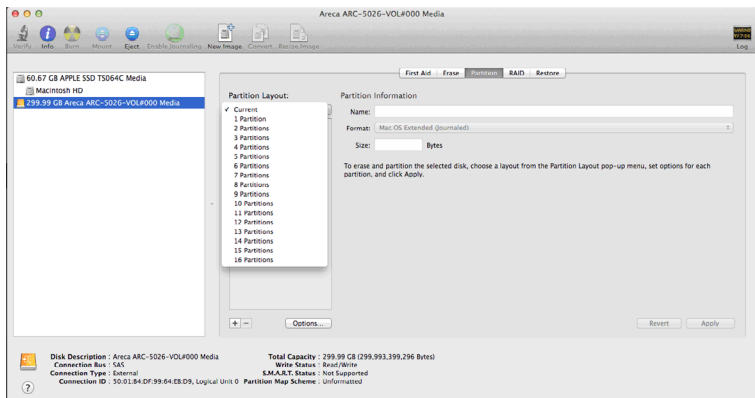 Areca ARC-5026-VOL#000 Media
Verify Info Burn Mount Eject Enable Journaling New Image Convert Resize Image Log
First Aid Erase Partition RAID Restore
60.67 GB APPLE SSD TS064C Media
Macintosh HD
299.99 GB Areca ARC-5026-VOL#000 Media
Partition Layout:
✓ Current
1 Partition
2 Partitions
3 Partitions
4 Partitions
5 Partitions
6 Partitions
7 Partitions
8 Partitions
9 Partitions
10 Partitions
11 Partitions
12 Partitions
13 Partitions
14 Partitions
15 Partitions
16 Partitions
+ − Options...
Partition Information
Name:
Format: Mac OS Extended (Journaled)
Size: Bytes
To erase and partition the selected disk, choose a layout from the Partition Layout pop-up menu, set options for each
partition, and click Apply.
Revert Apply
Disk Description : Areca ARC-5026-VOL#000 Media
Connection Bus : SAS
Connection Type : External
Connection ID : 50:01:B4:DF:99:64:EB:D9, Logical Unit 0
Total Capacity : 299.99 GB (299,993,399,296 Bytes)
Write Status : Read/Write
S.M.A.R.T. Status : Not Supported
Partition Map Scheme : Unformatted
?